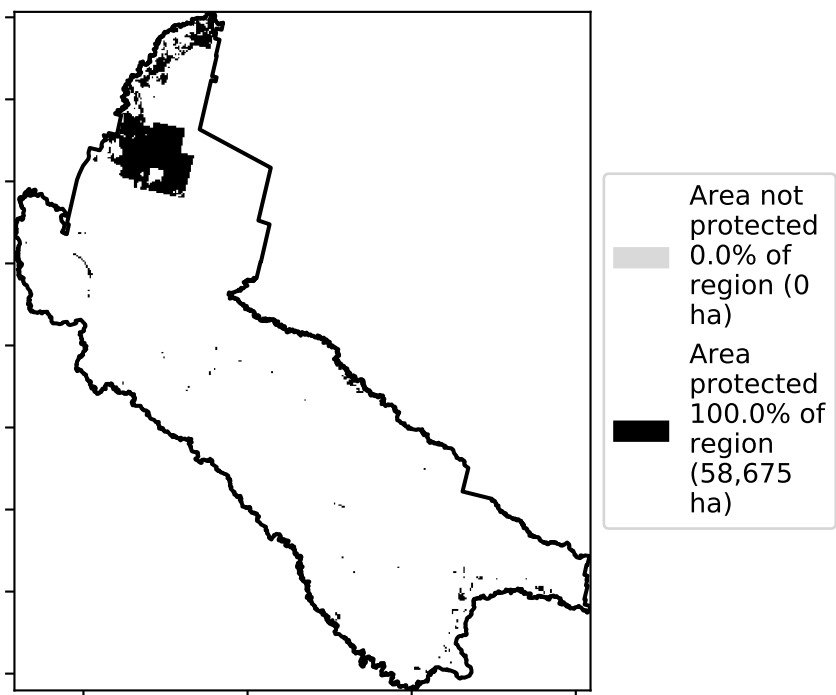 Area not
protected
0.0% of
region (0
ha)
Area
protected
100.0% of
region
(58,675
ha)